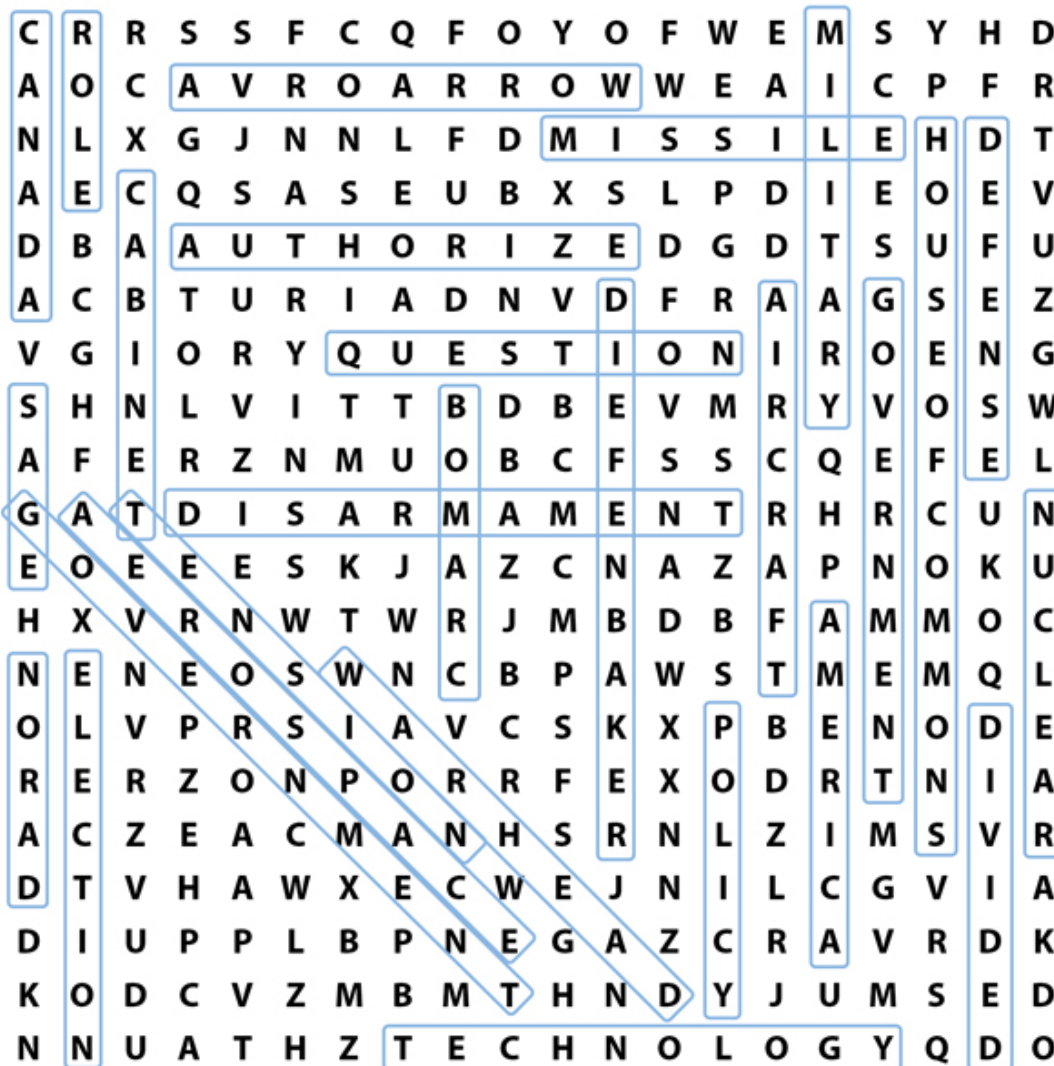 C R R S S F C Q F O Y O F W E M S Y H D
A O C A V R O A R R O W W E A I C P F R
N L X G J N N L F D M I S S I L E H D T
A E C Q S A S E U B X S L P D I E O E V
D B A A U T H O R I Z E D G D T S U F U
A C B T U R I A D N V D F R A A G S E Z
V G I O R Y Q U E S T I O N I R O E N G
S H N L V I T T B D B E V M R Y V O S W
A F E R Z N M U O B C F S S C Q E F E L
G A T D I S A R M A M E N T R H R C U N
E O E E E S K J A Z C N A Z A P N O K U
H X V R N W T W R J M B D B F A M M O C
N E N E O S W N C B P A W S T M E M Q L
O L V P R S I A V C S K X P B E N O D E
R E R Z O N P O R R F E X O D R T N I A
A C Z E A C M A N H S R N L Z I M S V R
D T V H A W X E C W E J N I L C G V I A
D I U P P L B P N E G A Z C R A V R D K
K O D C V Z M B M T H N D Y J U M S E D
N N U A T H Z T E C H N O L O G Y Q D O